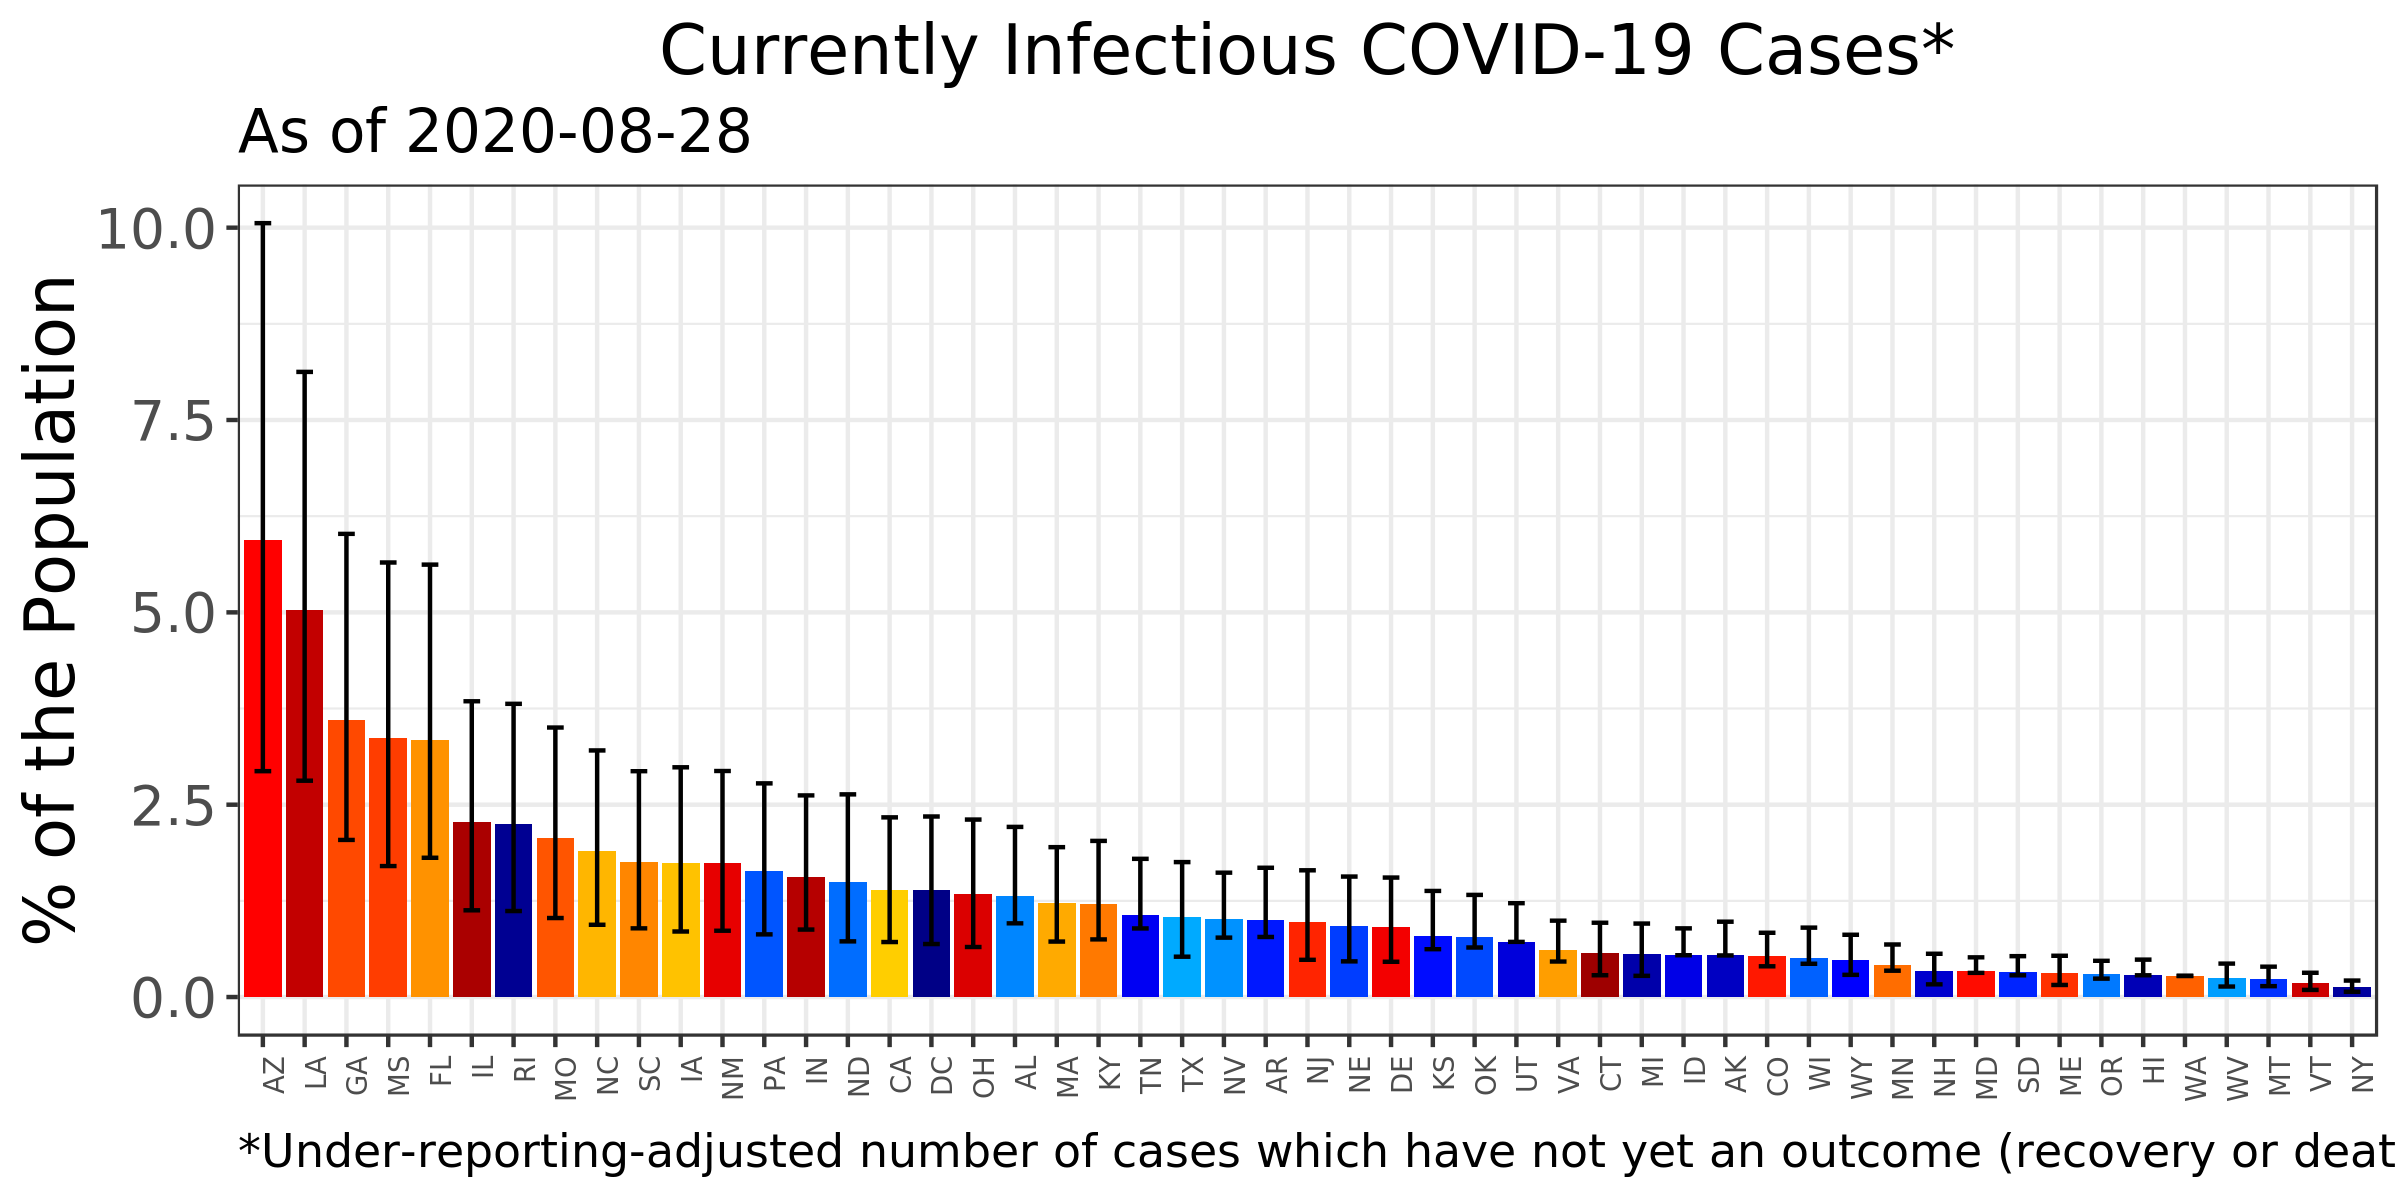 Currently Infectious COVID-19 Cases*
As of 2020-08-28
% of the Population
10.0
7.5
5.0
2.5
0.0
AZ LA GA MS FL IL RI MO NC SC IA NM PA IN ND CA DC OH AL MA KY TN TX NV AR NJ NE DE KS OK UT VA CT MI ID AK CO WI WY MN NH MD SD ME OR HI WA WV MT VT NY
*Under-reporting-adjusted number of cases which have not yet an outcome (recovery or deat